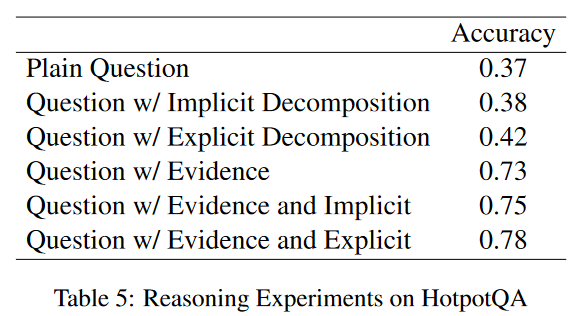 Accuracy
Plain Question 0.37
Question w/ Implicit Decomposition 0.38
Question w/ Explicit Decomposition 0.42
Question w/ Evidence 0.73
Question w/ Evidence and Implicit 0.75
Question w/ Evidence and Explicit 0.78
Table 5: Reasoning Experiments on HotpotQA